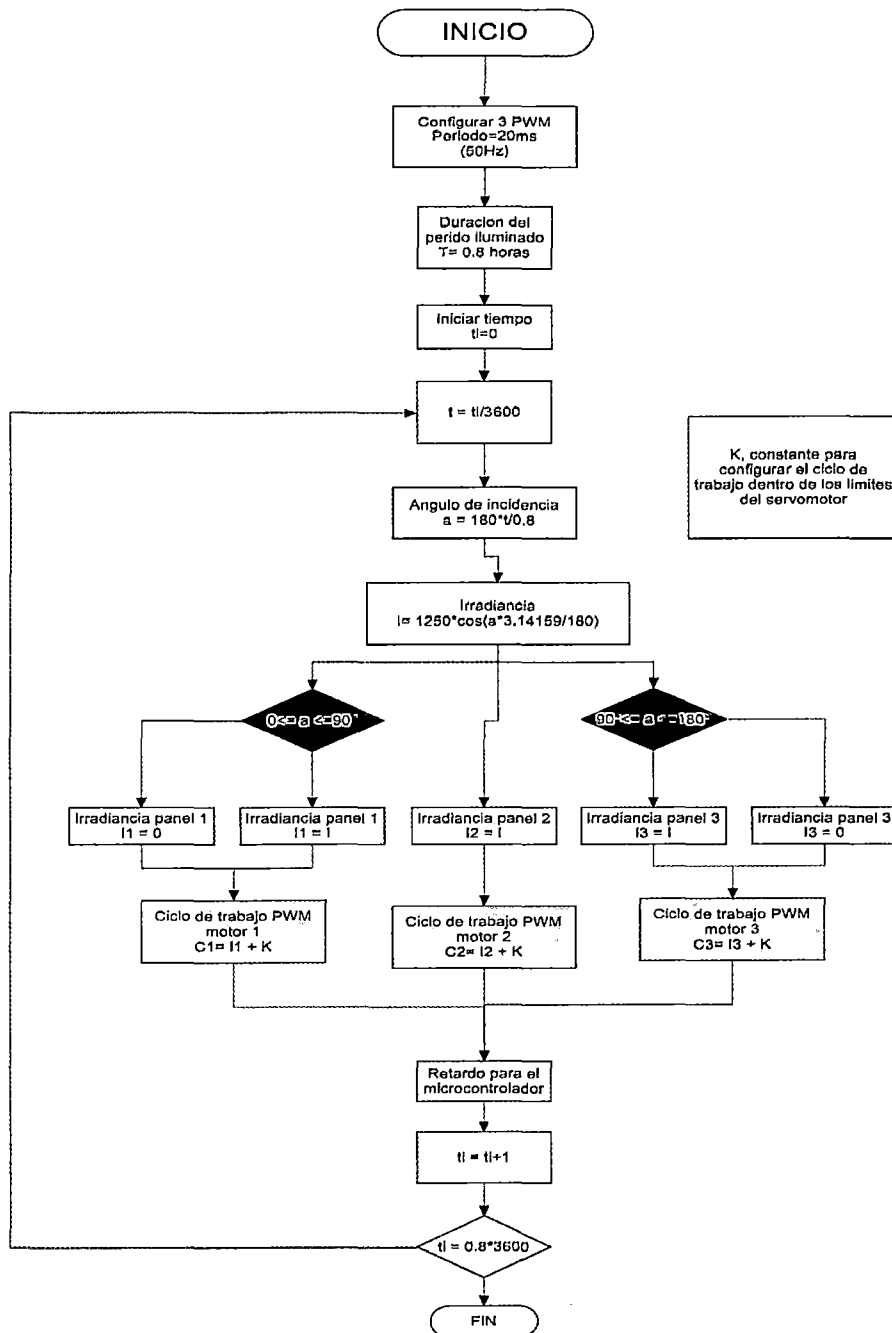 INICIO
Configurar 3 PWM
Periodo=20ms
(50Hz)
Duracion del
perido iluminado
T= 0.8 horas
Iniciar tiempo
ti=0
t = ti/3600
K, constante para
configurar el ciclo de
trabajo dentro de los limites
del servomotor
Angulo de incidencia
a = 180*t/0.8
Irradiancia
I= 1250*cos(a*3.14159/180)
0<= a <=90°
90°<= a <=180°
Irradiancia panel 1
I1 = 0
Irradiancia panel 1
I1 = I
Irradiancia panel 2
I2 = I
Irradiancia panel 3
I3 = I
Irradiancia panel 3
I3 = 0
Ciclo de trabajo PWM
motor 1
C1= I1 + K
Ciclo de trabajo PWM
motor 2
C2= I2 + K
Ciclo de trabajo PWM
motor 3
C3= I3 + K
Retardo para el
microcontrolador
ti = ti+1
ti = 0.8*3600
FIN